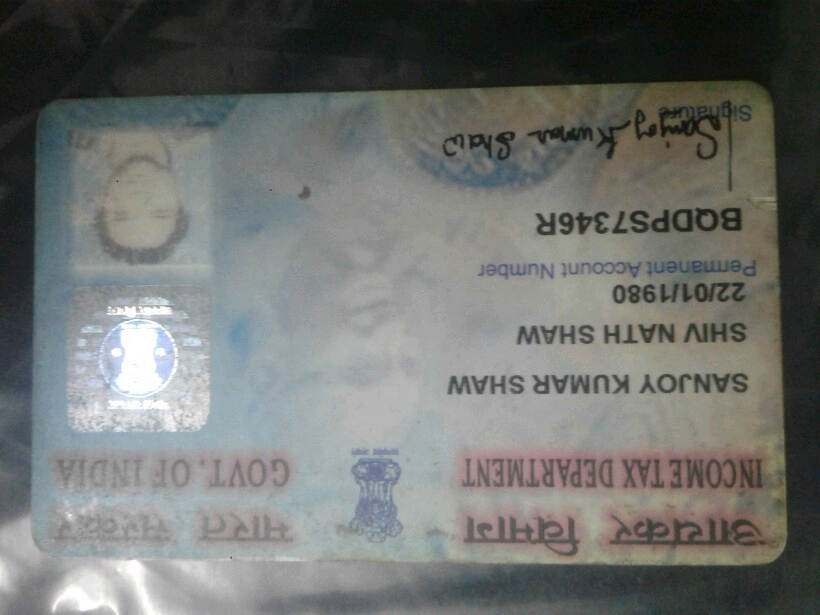 आयकर विभाग
INCOME TAX DEPARTMENT
भारत सरकार
GOVT. OF INDIA
SANJOY KUMAR SHAW
SHIV NATH SHAW
22/01/1980
Permanent Account Number
BQDPS7346R
Sanjoy Kumar Shaw
Signature